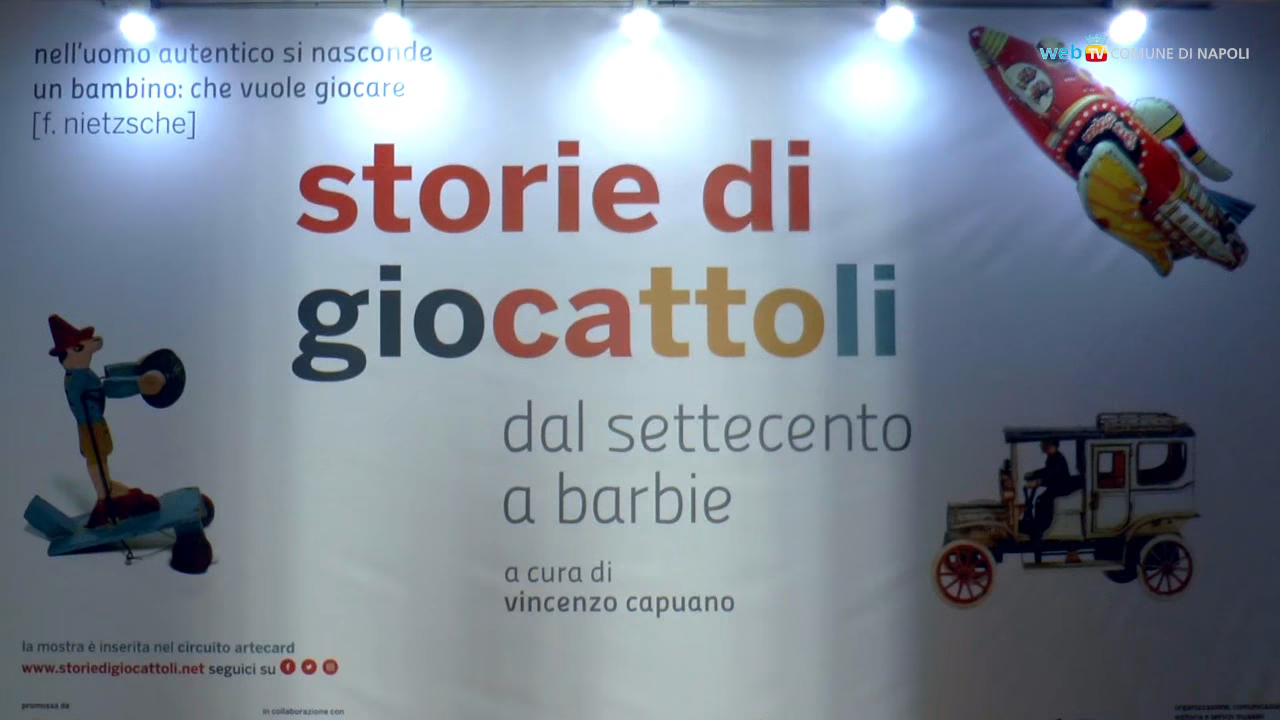 nell'uomo autentico si nasconde
un bambino: che vuole giocare
[f. nietzsche]
web TV COMUNE DI NAPOLI
storie di
giocattoli
dal settecento
a barbie
a cura di
vincenzo capuano
la mostra è inserita nel circuito artecard
www.storiedigiocattoli.net seguici su
promossa da
in collaborazione con
organizzazione, comunicazione